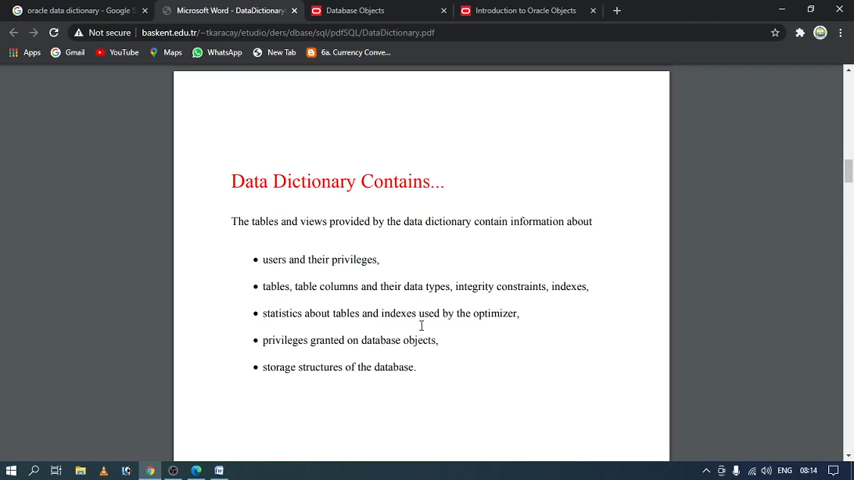 oracle data dictionary - Google S
Microsoft Word - DataDictionary
Database Objects
Introduction to Oracle Objects
Not secure
baskent.edu.tr/~tkaracay/etudio/ders/dbase/sql/pdfSQL/DataDictionary.pdf
Apps
Gmail
YouTube
Maps
WhatsApp
New Tab
6a. Currency Conve...
Data Dictionary Contains...
The tables and views provided by the data dictionary contain information about
• users and their privileges,
• tables, table columns and their data types, integrity constraints, indexes,
• statistics about tables and indexes used by the optimizer,
• privileges granted on database objects,
• storage structures of the database.
ENG
08:14